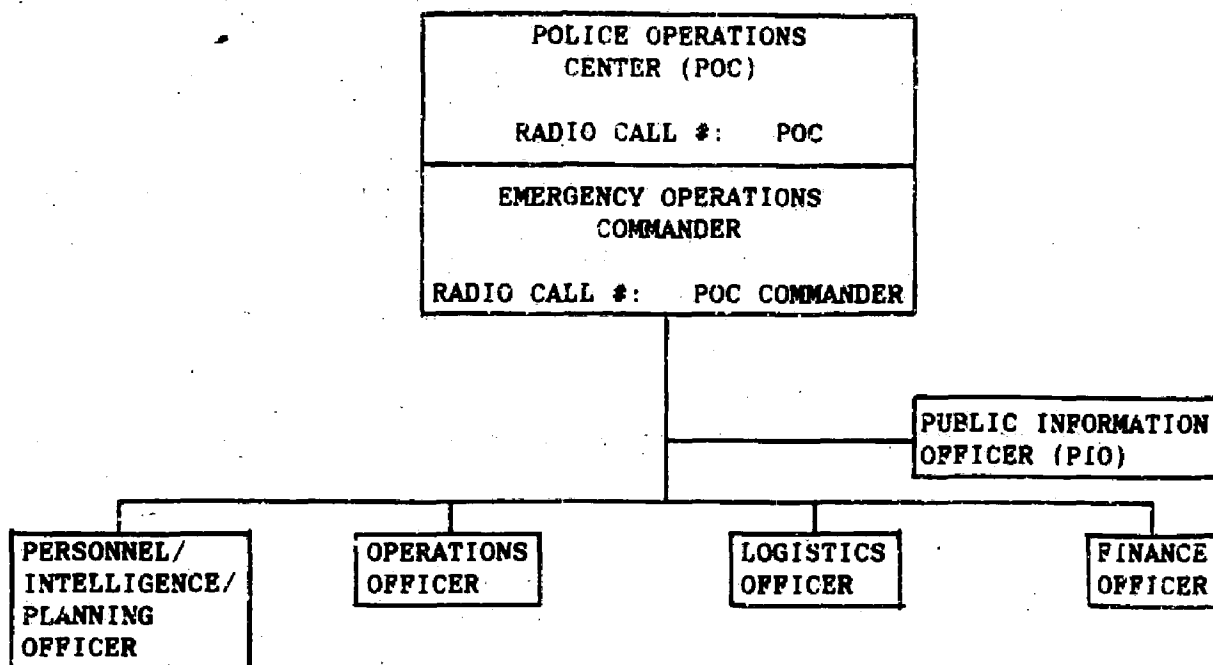 POLICE OPERATIONS
CENTER (POC)
RADIO CALL #: POC
EMERGENCY OPERATIONS
COMMANDER
RADIO CALL #: POC COMMANDER
PUBLIC INFORMATION
OFFICER (PIO)
PERSONNEL/
INTELLIGENCE/
PLANNING
OFFICER
OPERATIONS
OFFICER
LOGISTICS
OFFICER
FINANCE
OFFICER